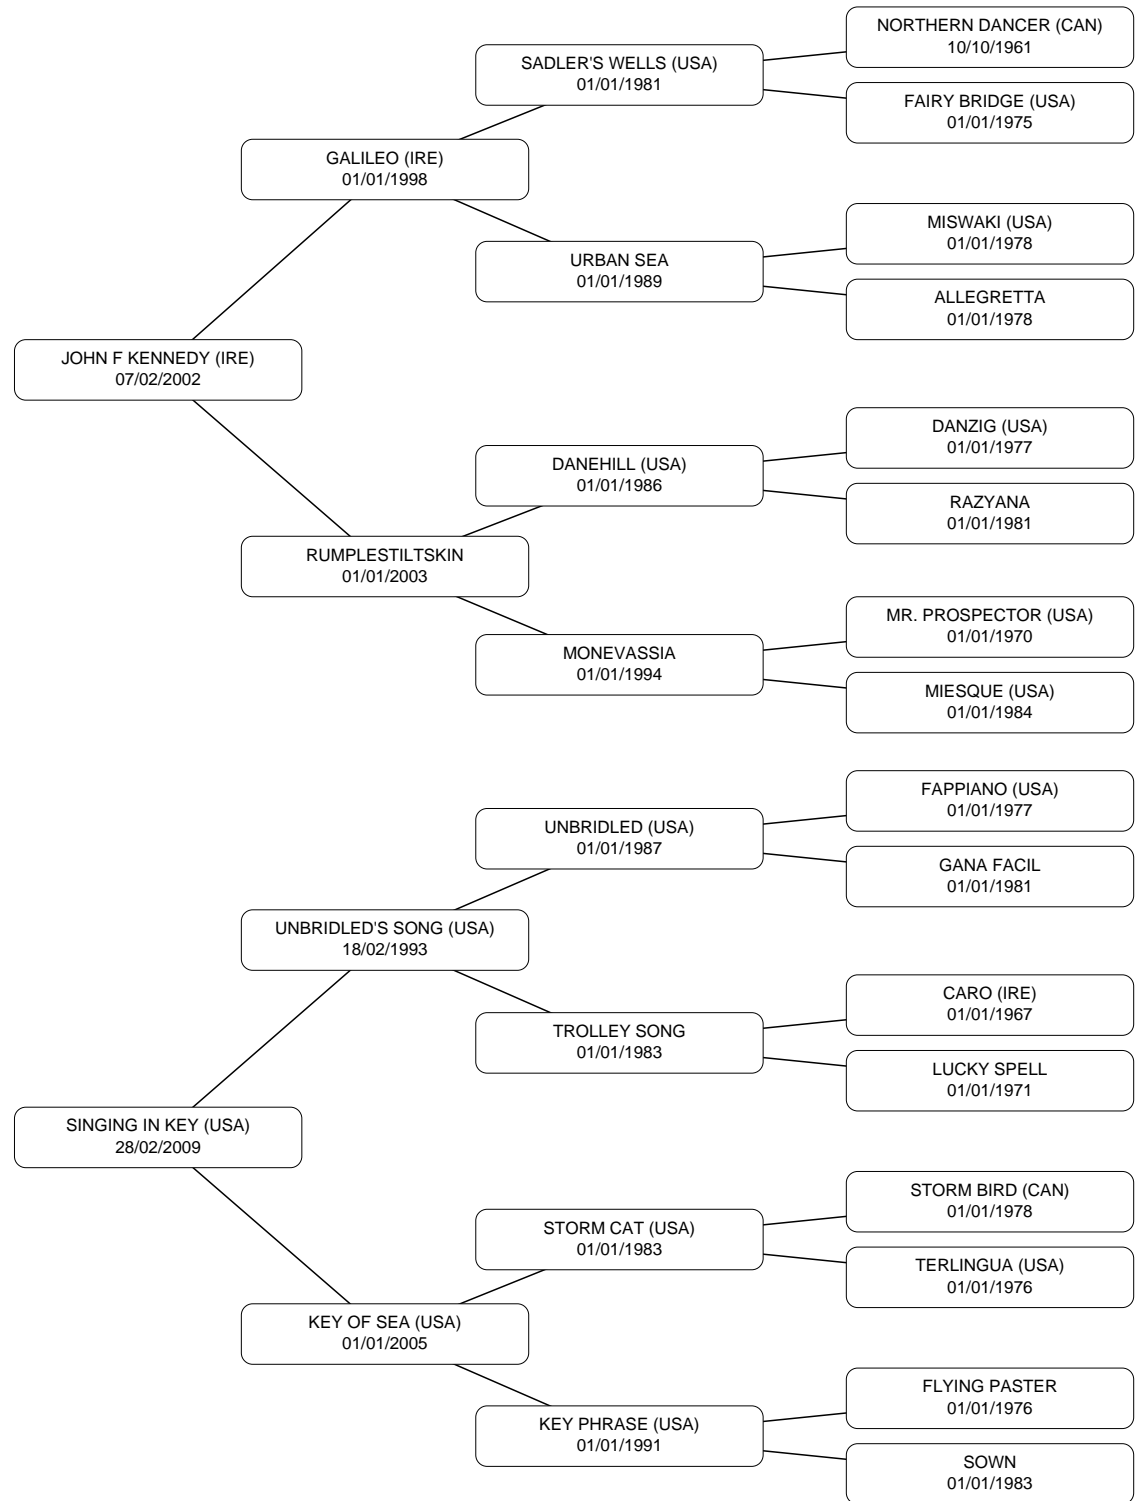 NORTHERN DANCER (CAN)
10/10/1961
SADLER'S WELLS (USA)
01/01/1981
FAIRY BRIDGE (USA)
01/01/1975
GALILEO (IRE)
01/01/1998
MISWAKI (USA)
01/01/1978
URBAN SEA
01/01/1989
ALLEGRETTA
01/01/1978
JOHN F KENNEDY (IRE)
07/02/2002
DANZIG (USA)
01/01/1977
DANEHILL (USA)
01/01/1986
RAZYANA
01/01/1981
RUMPLESTILTSKIN
01/01/2003
MR. PROSPECTOR (USA)
01/01/1970
MONEVASSIA
01/01/1994
MIESQUE (USA)
01/01/1984
FAPPIANO (USA)
01/01/1977
UNBRIDLED (USA)
01/01/1987
GANA FACIL
01/01/1981
UNBRIDLED'S SONG (USA)
18/02/1993
CARO (IRE)
01/01/1967
TROLLEY SONG
01/01/1983
LUCKY SPELL
01/01/1971
SINGING IN KEY (USA)
28/02/2009
STORM BIRD (CAN)
01/01/1978
STORM CAT (USA)
01/01/1983
TERLINGUA (USA)
01/01/1976
KEY OF SEA (USA)
01/01/2005
FLYING PASTER
01/01/1976
KEY PHRASE (USA)
01/01/1991
SOWN
01/01/1983